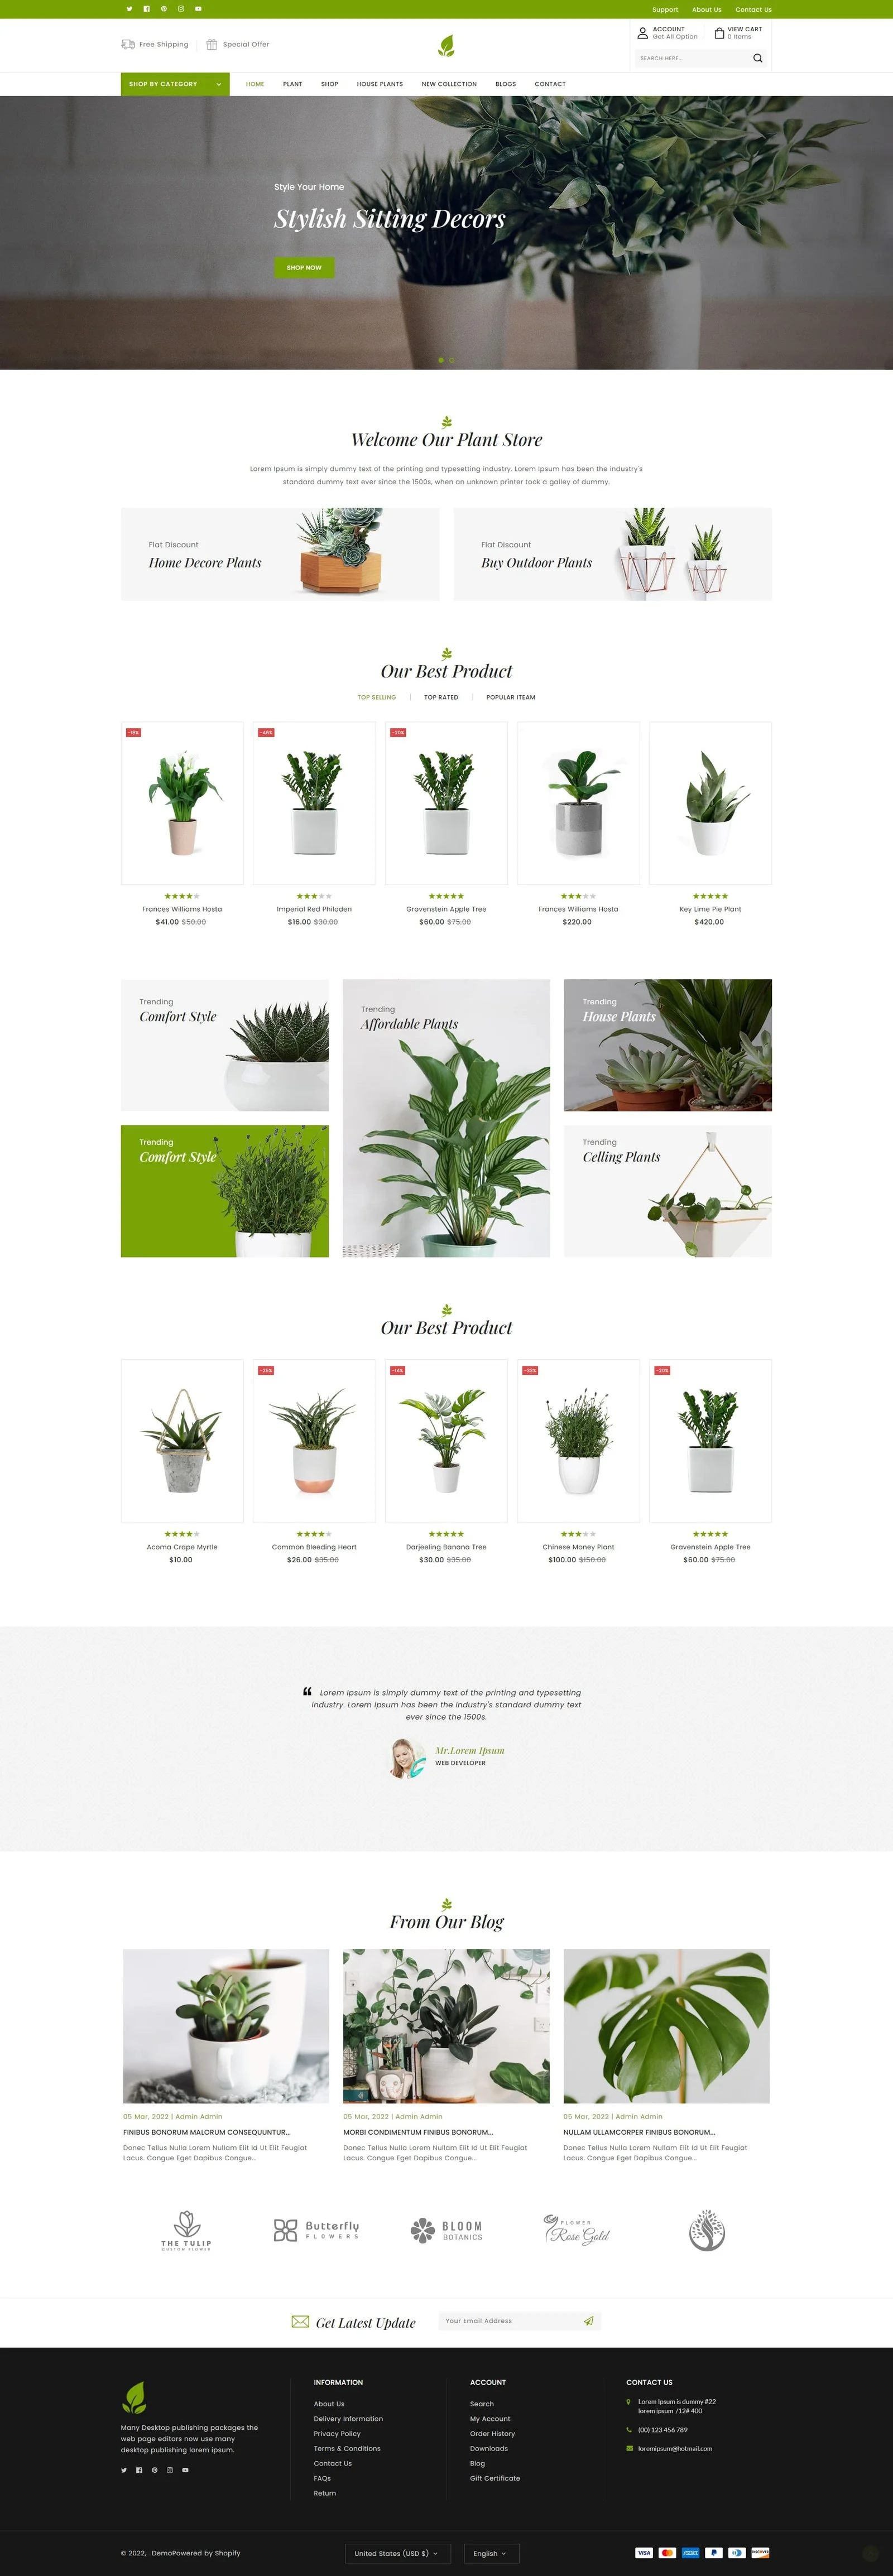 Support About Us Contact Us
Free Shipping Special Offer
ACCOUNT
Get All Option
VIEW CART
0 Items
SEARCH HERE...
SHOP BY CATEGORY
HOME PLANT SHOP HOUSE PLANTS NEW COLLECTION BLOGS CONTACT
Style Your Home
Stylish Sitting Decors
SHOP NOW
Welcome Our Plant Store
Lorem Ipsum is simply dummy text of the printing and typesetting industry. Lorem Ipsum has been the industry's
standard dummy text ever since the 1500s, when an unknown printer took a galley of dummy.
Flat Discount
Home Decore Plants
Flat Discount
Buy Outdoor Plants
Our Best Product
TOP SELLING | TOP RATED | POPULAR ITEAM
-18% -46% -20%
Frances Williams Hosta
$41.00 $50.00
Imperial Red Philoden
$16.00 $30.00
Gravenstein Apple Tree
$60.00 $75.00
Frances Williams Hosta
$220.00
Key Lime Pie Plant
$420.00
Trending
Comfort Style
Trending
Affordable Plants
Trending
House Plants
Trending
Comfort Style
Trending
Celling Plants
Our Best Product
-25% -14% -33% -20%
Acoma Crape Myrtle
$10.00
Common Bleeding Heart
$26.00 $35.00
Darjeeling Banana Tree
$30.00 $35.00
Chinese Money Plant
$100.00 $150.00
Gravenstein Apple Tree
$60.00 $75.00
“ Lorem Ipsum is simply dummy text of the printing and typesetting
industry. Lorem Ipsum has been the industry's standard dummy text
ever since the 1500s.
Mr.Lorem Ipsum
WEB DEVELOPER
From Our Blog
05 Mar, 2022 | Admin Admin
FINIBUS BONORUM MALORUM CONSEQUUNTUR...
Donec Tellus Nulla Lorem Nullam Elit Id Ut Elit Feugiat
Lacus. Congue Eget Dapibus Congue...
05 Mar, 2022 | Admin Admin
MORBI CONDIMENTUM FINIBUS BONORUM...
Donec Tellus Nulla Lorem Nullam Elit Id Ut Elit Feugiat
Lacus. Congue Eget Dapibus Congue...
05 Mar, 2022 | Admin Admin
NULLAM ULLAMCORPER FINIBUS BONORUM...
Donec Tellus Nulla Lorem Nullam Elit Id Ut Elit Feugiat
Lacus. Congue Eget Dapibus Congue...
THE TULIP
CUSTOM FLOWER
Butterfly
FLOWERS
BLOOM
BOTANICS
FLOWER
Rose Gold
Get Latest Update
Your Email Address
Many Desktop publishing packages the
web page editors now use many
desktop publishing lorem ipsum.
INFORMATION
About Us
Delivery Information
Privacy Policy
Terms & Conditions
Contact Us
FAQs
Return
ACCOUNT
Search
My Account
Order History
Downloads
Blog
Gift Certificate
CONTACT US
Lorem Ipsum is dummy #22
lorem ipsum /12# 400
(00) 123 456 789
loremipsum@hotmail.com
© 2022, DemoPowered by Shopify
United States (USD $)
English
VISA
DISCOVER